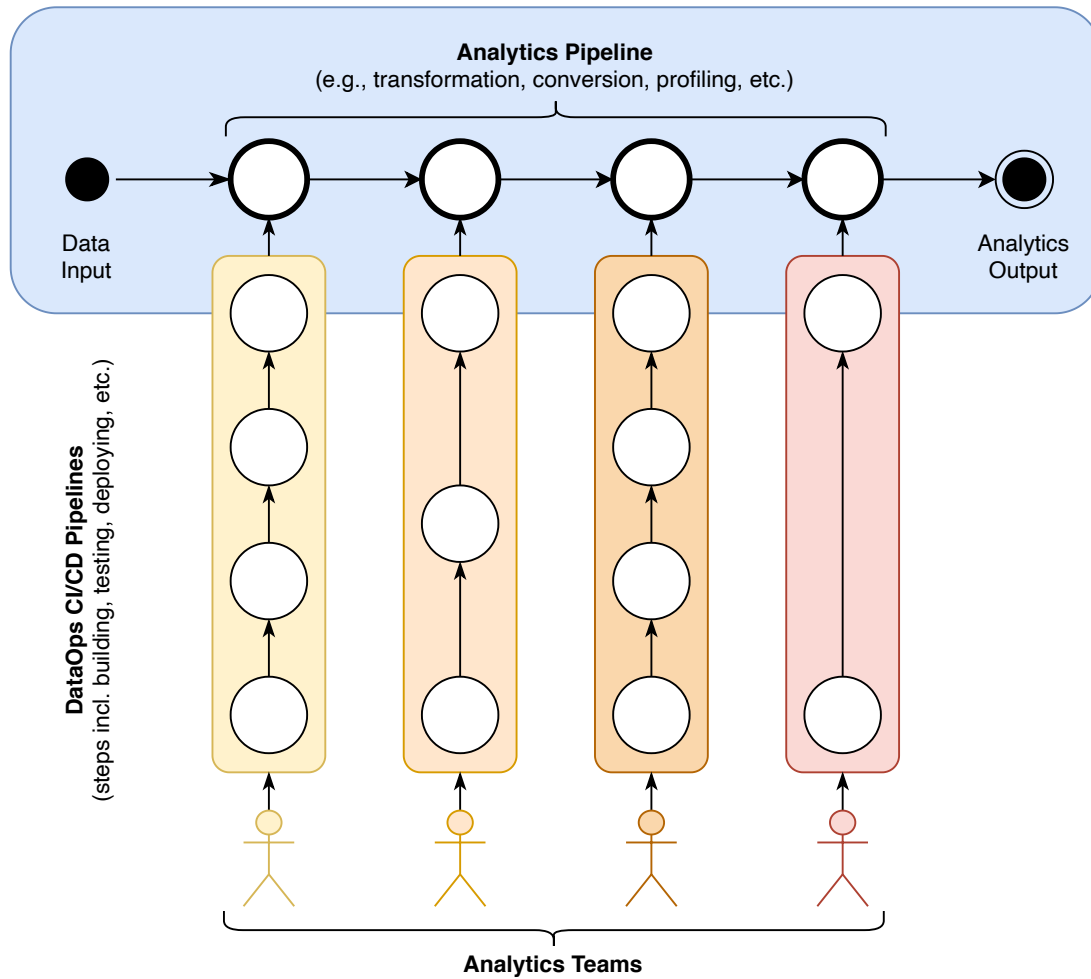 Analytics Pipeline
(e.g., transformation, conversion, profiling, etc.)
Data
Input
Analytics
Output
DataOps CI/CD Pipelines
(steps incl. building, testing, deploying, etc.)
Analytics Teams